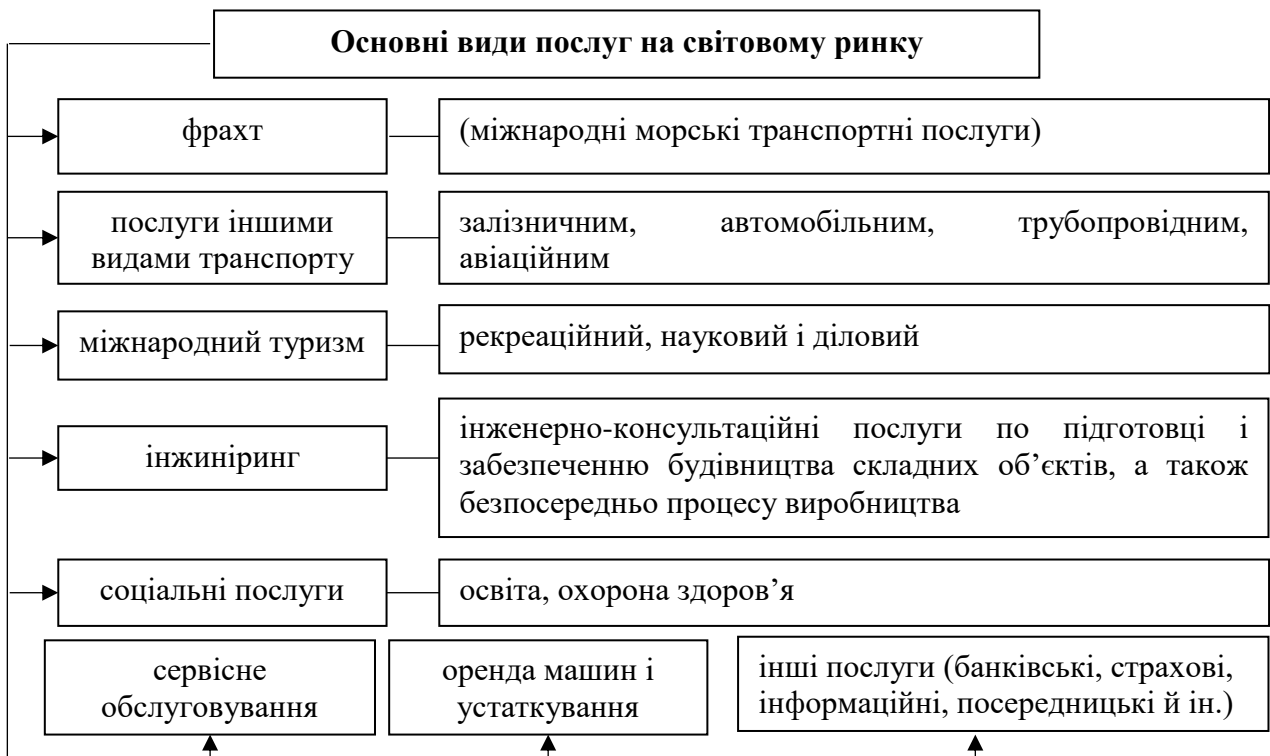 Основні види послуг на світовому ринку
фрахт
(міжнародні морські транспортні послуги)
послуги іншими
видами транспорту
залізничним, автомобільним, трубопровідним,
авіаційним
міжнародний туризм
рекреаційний, науковий і діловий
інжиніринг
інженерно-консультаційні послуги по підготовці і
забезпеченню будівництва складних об’єктів, а також
безпосередньо процесу виробництва
соціальні послуги
освіта, охорона здоров’я
сервісне
обслуговування
оренда машин і
устаткування
інші послуги (банківські, страхові,
інформаційні, посередницькі й ін.)